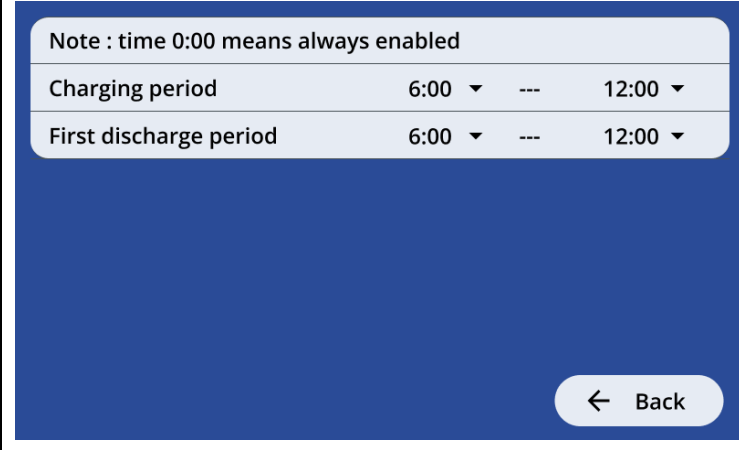 Note : time 0:00 means always enabled
Charging period 6:00 --- 12:00
First discharge period 6:00 --- 12:00
Back